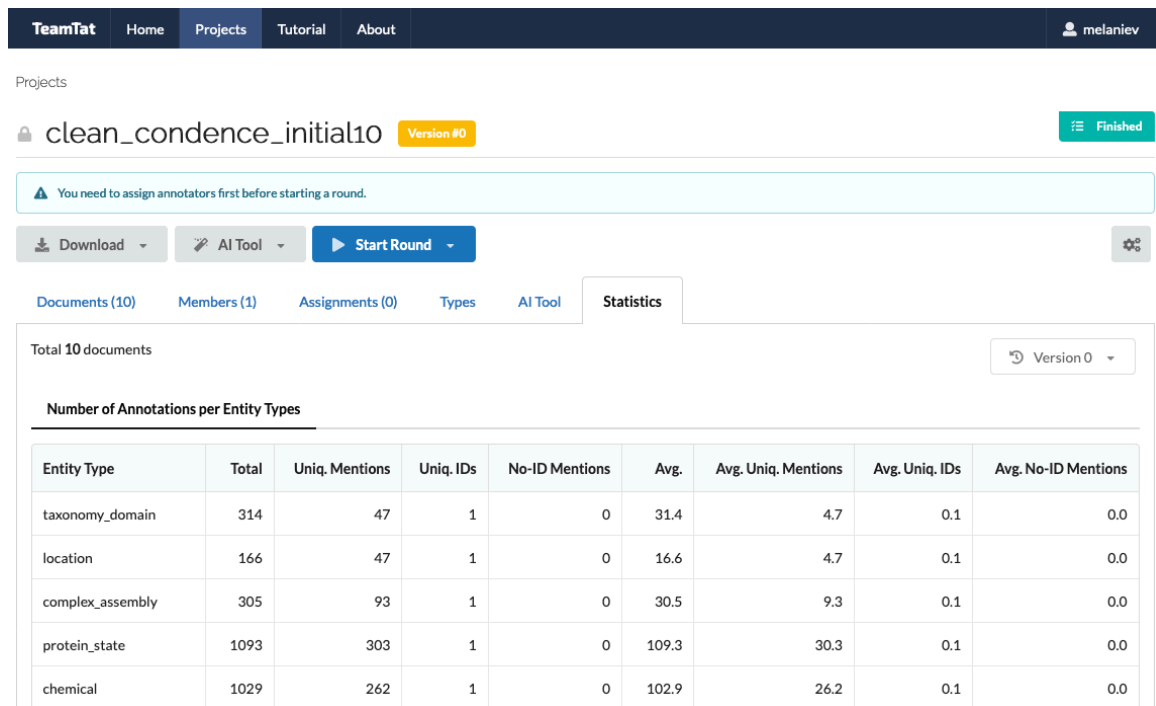 TeamTat Home Projects Tutorial About melaniev
Projects
clean_condence_initial10 Version #0 Finished
You need to assign annotators first before starting a round.
Download AI Tool Start Round
Documents (10) Members (1) Assignments (0) Types AI Tool Statistics
Total 10 documents Version 0
Number of Annotations per Entity Types
Entity Type Total Uniq. Mentions Uniq. IDs No-ID Mentions Avg. Avg. Uniq. Mentions Avg. Uniq. IDs Avg. No-ID Mentions
taxonomy_domain 314 47 1 0 31.4 4.7 0.1 0.0
location 166 47 1 0 16.6 4.7 0.1 0.0
complex_assembly 305 93 1 0 30.5 9.3 0.1 0.0
protein_state 1093 303 1 0 109.3 30.3 0.1 0.0
chemical 1029 262 1 0 102.9 26.2 0.1 0.0